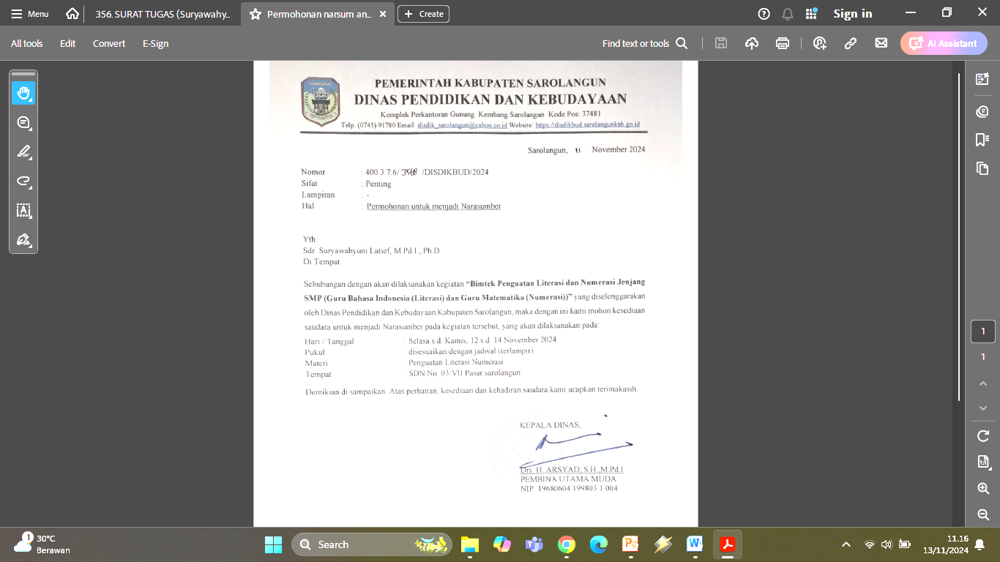 Menu
356. SURAT TUGAS (Suryawahy...
Permohonan narsum an...
Create
Sign in
All tools
Edit
Convert
E-Sign
Find text or tools
AI Assistant
PEMERINTAH KABUPATEN SAROLANGUN
DINAS PENDIDIKAN DAN KEBUDAYAAN
Komplek Perkantoran Gunung Kembang Sarolangun Kode Pos: 37481
Telp. (0745) 91780 Email disdik_sarolangun@yahoo.co.id Website: https://disdikbud.sarolangunkab.go.id
Sarolangun, 11 November 2024
Nomor : 400.3.7.6/ 3568 /DISDIKBUD/2024
Sifat : Penting
Lampiran : -
Hal : Permohonan untuk menjadi Narasumber
Yth.
Sdr. Suryawahyuni Latief, M.Pd.I., Ph.D
Di Tempat
Sehubungan dengan akan dilaksanakan kegiatan “Bimtek Penguatan Literasi dan Numerasi Jenjang
SMP (Guru Bahasa Indonesia (Literasi) dan Guru Matematika (Numerasi))” yang diselenggarakan
oleh Dinas Pendidikan dan Kebudayaan Kabupaten Sarolangun, maka dengan ini kami mohon kesediaan
saudara untuk menjadi Narasumber pada kegiatan tersebut, yang akan dilaksanakan pada:
Hari / Tanggal : Selasa s.d. Kamis, 12 s.d. 14 November 2024
Pukul : disesuaikan dengan jadwal (terlampir)
Materi Penguatan Literasi Numerasi
Tempat SDN No. 03/VII Pasar sarolangun
Demikian di sampaikan. Atas perhatian, kesediaan dan kehadiran saudara kami ucapkan terimakasih.
KEPALA DINAS,
Drs. H. ARSYAD, S.H.,M.Pd.I
PEMBINA UTAMA MUDA
NIP. 19680604 199803 1 004
1
1
1
30°C
Berawan
Search
11.16
13/11/2024